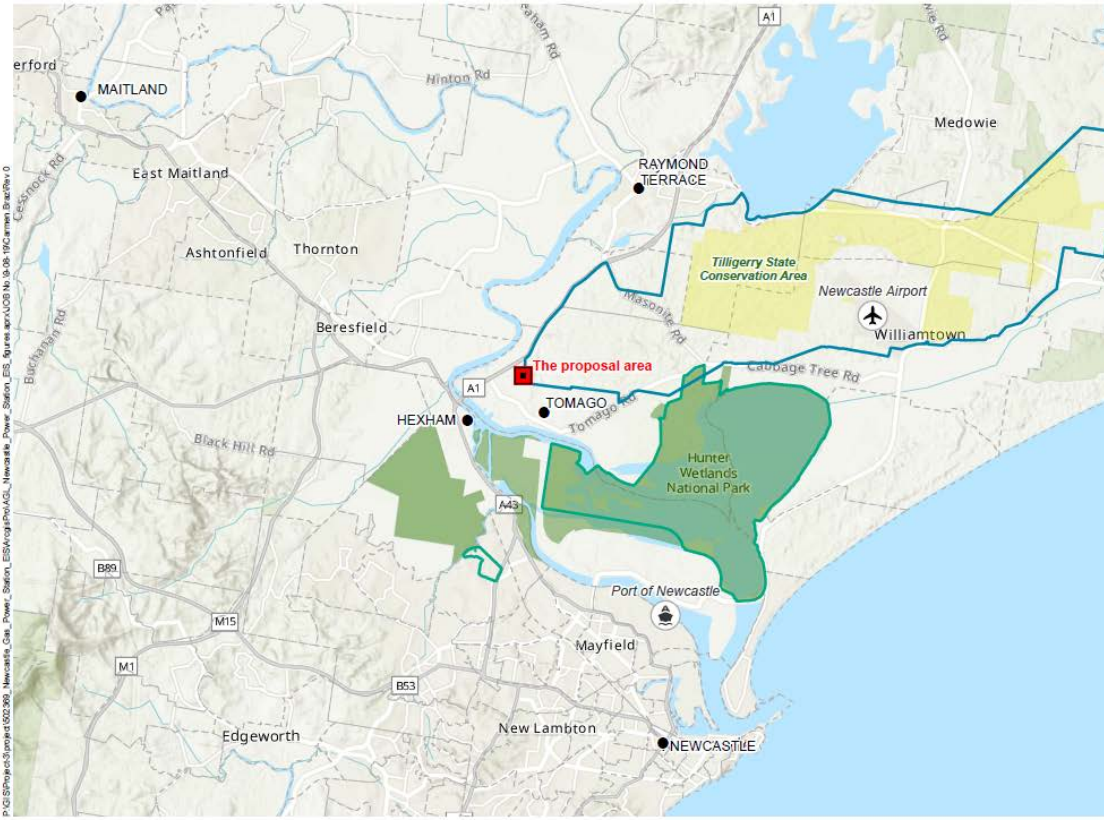 A1
A1
Hinton Rd
MAITLAND
Medowie
RAYMOND
TERRACE
East Maitland
Cessnock Rd
Ashtonfield
Thornton
Tilligerry State
Conservation Area
Newcastle Airport
Masonite Rd
Buchanan Rd
Beresfield
Williamtown
The proposal area
Cabbage Tree Rd
TOMAGO
Tomago Rd
HEXHAM
Black Hill Rd
Hunter
Wetlands
National Park
A43
B89
Port of Newcastle
M15
Mayfield
M1
B53
New Lambton
Edgeworth
NEWCASTLE